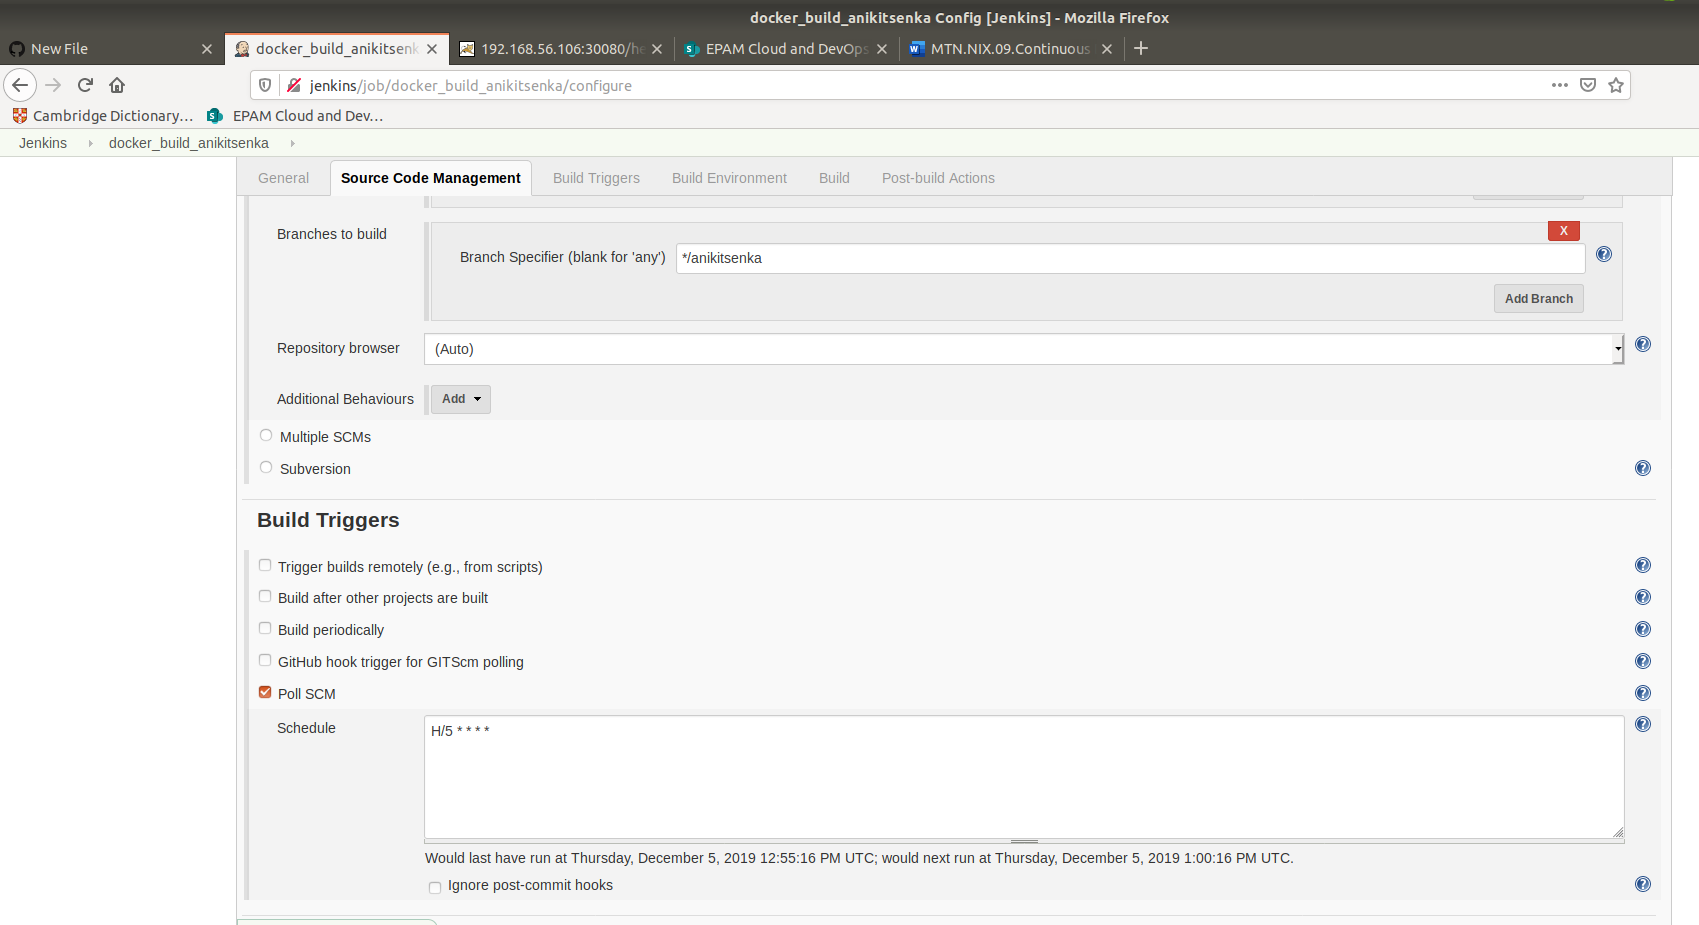 docker_build_anikitsenka Config [Jenkins] - Mozilla Firefox
New File
docker_build_anikitsenk
192.168.56.106:30080/he
EPAM Cloud and DevOps
MTN.NIX.09.Continuous
jenkins/job/docker_build_anikitsenka/configure
Cambridge Dictionary... EPAM Cloud and Dev...
Jenkins docker_build_anikitsenka
General Source Code Management Build Triggers Build Environment Build Post-build Actions
Branches to build
X
Branch Specifier (blank for 'any') */anikitsenka
Add Branch
Repository browser (Auto)
Additional Behaviours Add
Multiple SCMs
Subversion
Build Triggers
Trigger builds remotely (e.g., from scripts)
Build after other projects are built
Build periodically
GitHub hook trigger for GITScm polling
Poll SCM
Schedule H/5 * * * *
Would last have run at Thursday, December 5, 2019 12:55:16 PM UTC; would next run at Thursday, December 5, 2019 1:00:16 PM UTC.
Ignore post-commit hooks